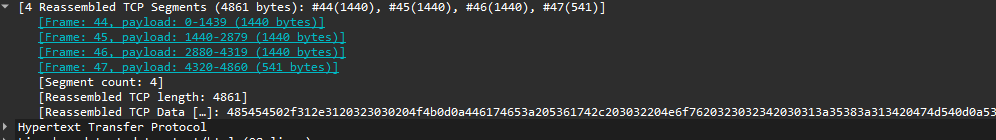 [4 Reassembled TCP Segments (4861 bytes): #44(1440), #45(1440), #46(1440), #47(541)]
[Frame: 44, payload: 0-1439 (1440 bytes)]
[Frame: 45, payload: 1440-2879 (1440 bytes)]
[Frame: 46, payload: 2880-4319 (1440 bytes)]
[Frame: 47, payload: 4320-4860 (541 bytes)]
[Segment count: 4]
[Reassembled TCP length: 4861]
[Reassembled TCP Data […]: 485454502f312e3120323030204f4b0d0a446174653a205361742c203032204e6f7620323032342030313a35383a313420474d540d0a53
Hypertext Transfer Protocol